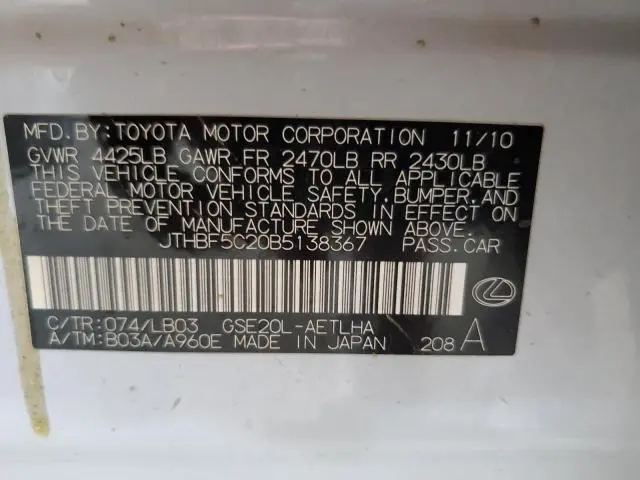 MFD.BY:TOYOTA MOTOR CORPORATION 11/10
GVWR 4425LB GAWR FR 2470LB RR 2430LB
THIS VEHICLE CONFORMS TO ALL APPLICABLE
FEDERAL MOTOR VEHICLE SAFETY,BUMPER,AND
THEFT PREVENTION STANDARDS IN EFFECT ON
THE DATE OF MANUFACTURE SHOWN ABOVE.
JTHBF5C20B5138367 PASS.CAR
C/TR:074/LB03 GSE20L-AETLHA
A/TM:B03A/A960E MADE IN JAPAN 208 A